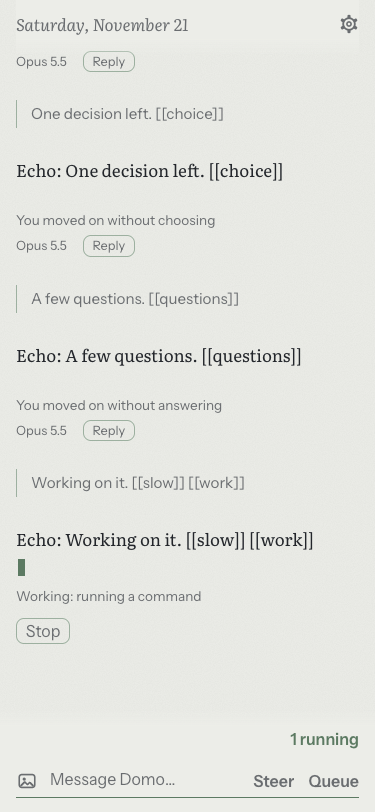 Saturday, November 21
Opus 5.5 Reply
One decision left. [[choice]]
Echo: One decision left. [[choice]]
You moved on without choosing
Opus 5.5 Reply
A few questions. [[questions]]
Echo: A few questions. [[questions]]
You moved on without answering
Opus 5.5 Reply
Working on it. [[slow]] [[work]]
Echo: Working on it. [[slow]] [[work]]
Working: running a command
Stop
1 running
Message Domo... Steer Queue